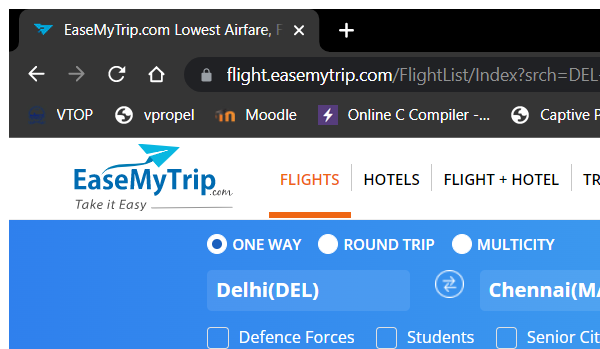 EaseMyTrip.com Lowest Airfare, F
flight.easemytrip.com/FlightList/Index?srch=DEL-
VTOP vpropel Moodle Online C Compiler -... Captive P
EaseMyTrip.com
Take it Easy
FLIGHTS HOTELS FLIGHT + HOTEL TR
ONE WAY ROUND TRIP MULTICITY
Delhi(DEL) Chennai(MA
Defence Forces Students Senior Cit